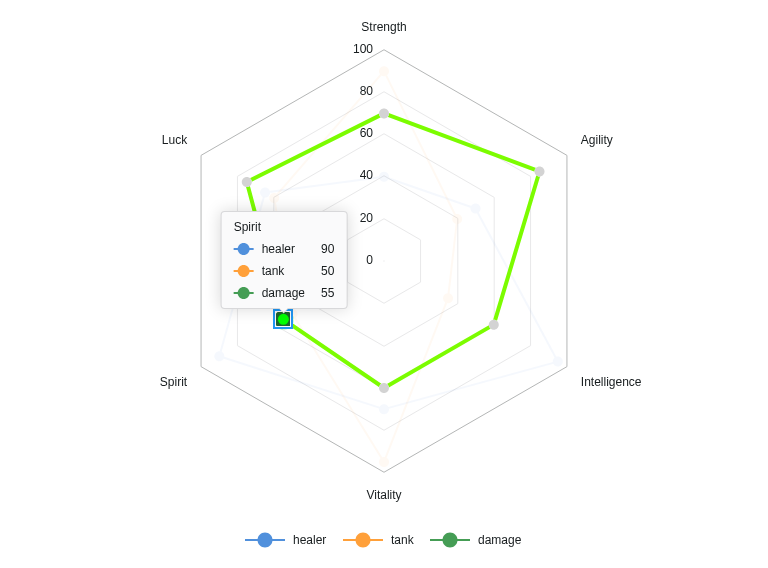 Strength
100
80
60
40
20
0
Luck
Agility
Spirit
healer 90
tank 50
damage 55
Spirit
Intelligence
Vitality
healer tank damage